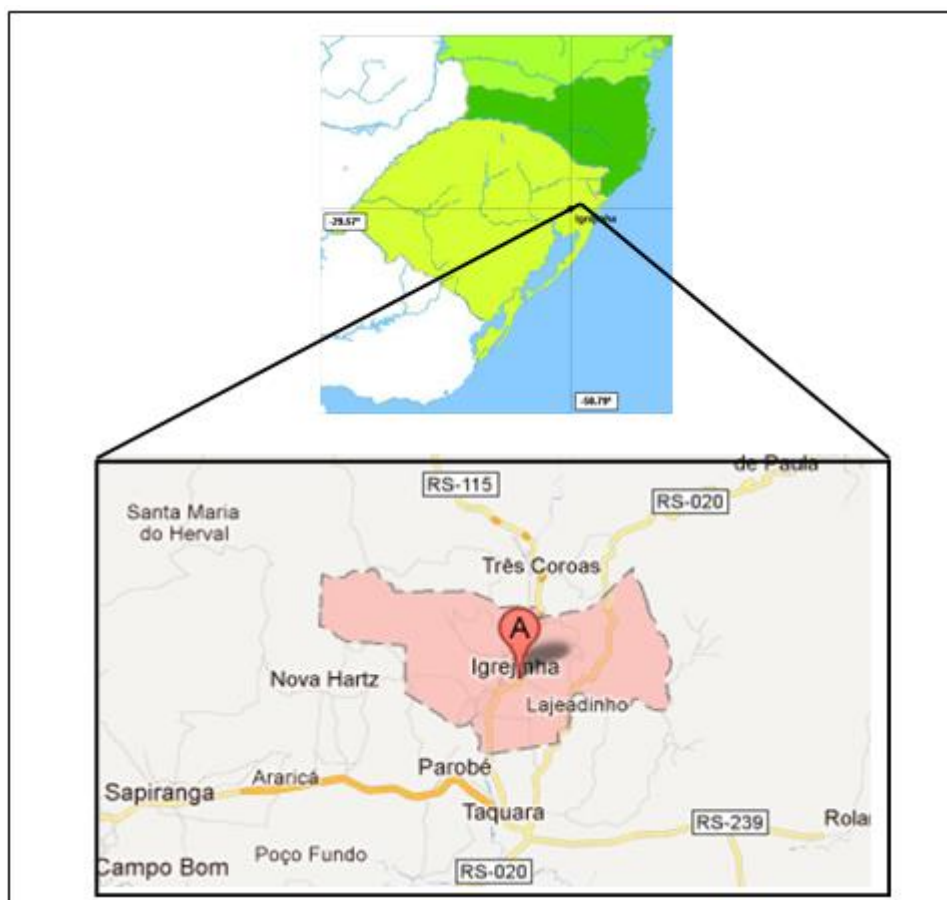 -29.57°
Igrejinha
-50.79°
de Paula
RS-115
RS-020
Santa Maria
do Herval
Três Coroas
A
Igrejinha
Nova Hartz
Lajeadinho
Parobé
Araricá
Sapiranga
Taquara
RS-239
Rola
Poço Fundo
Campo Bom
RS-020